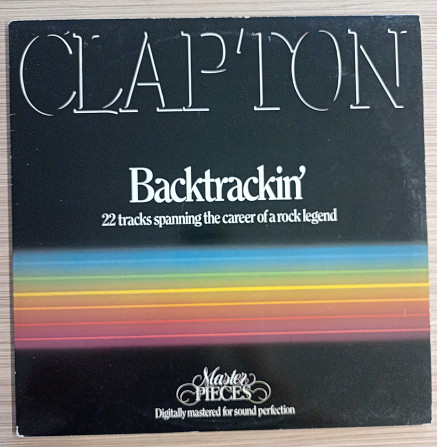 CLAPTON
Backtrackin'
22 tracks spanning the career of a rock legend
Master
PIECES
Digitally mastered for sound perfection